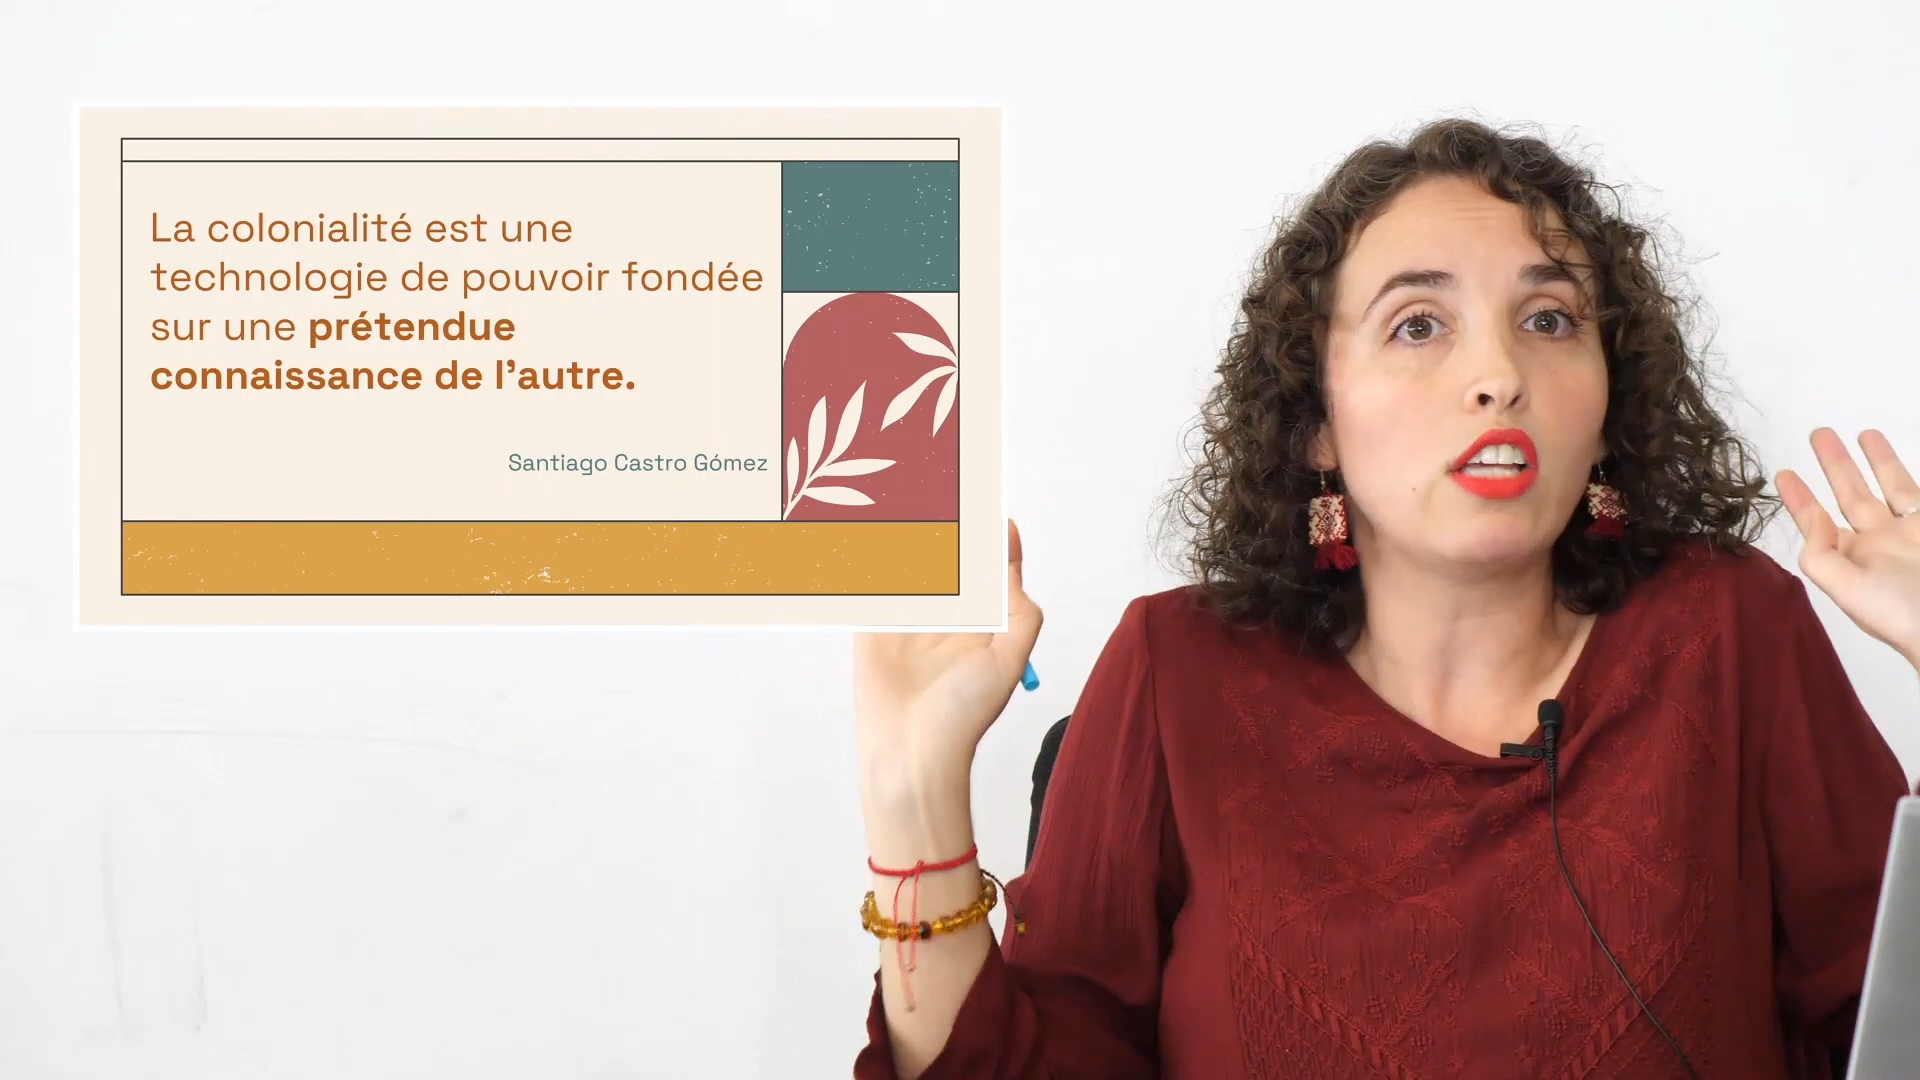 La colonialité est une
technologie de pouvoir fondée
sur une prétendue
connaissance de l’autre.
Santiago Castro Gómez